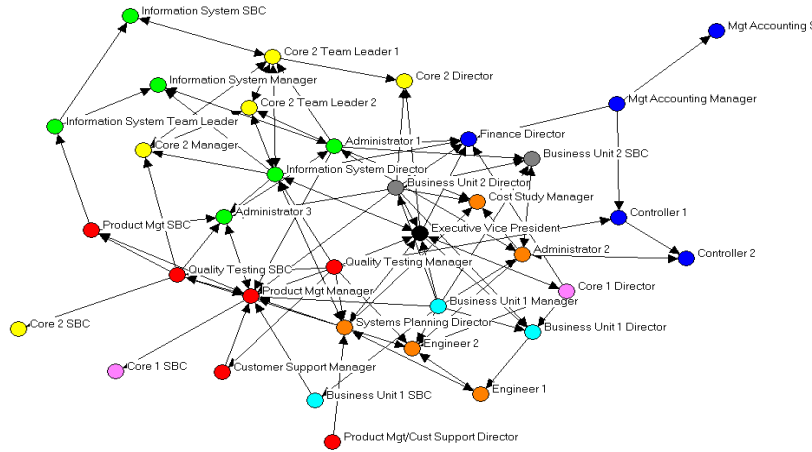 Information System SBC
Mgt Accounting S
Core 2 Team Leader 1
Core 2 Director
Information System Manager
Core 2 Team Leader 2
Mgt Accounting Manager
Information System Team Leader
Administrator 1
Finance Director
Core 2 Manager
Business Unit 2 SBC
Information System Director
Business Unit 2 Director
Cost Study Manager
Product Mgt SBC
Administrator 3
Controller 1
Executive Vice President
Administrator 2
Controller 2
Quality Testing SBC
Quality Testing Manager
Product Mgt Manager
Core 1 Director
Business Unit 1 Manager
Core 2 SBC
Systems Planning Director
Business Unit 1 Director
Engineer 2
Core 1 SBC
Customer Support Manager
Engineer 1
Business Unit 1 SBC
Product Mgt/Cust Support Director